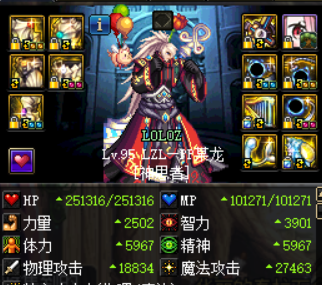 LOLOZ
Lv.95 LZL一PF慕龙
[神思者]
HP 251316/251316
MP 101271/101271
力量 2502
智力 3901
体力 5967
精神 5967
物理攻击 18834
魔法攻击 27463